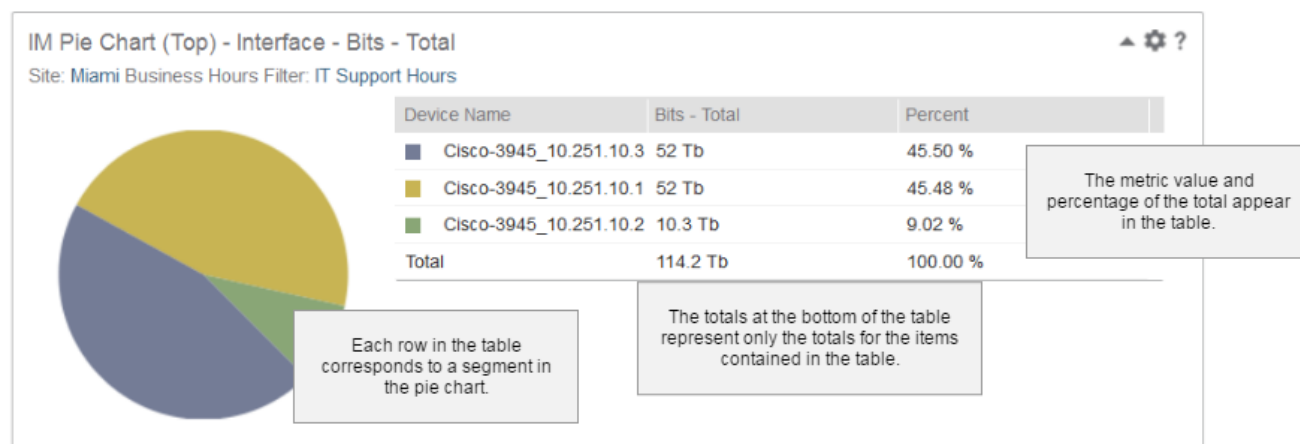 IM Pie Chart (Top) - Interface - Bits - Total
?
Site: Miami Business Hours Filter: IT Support Hours
Device Name Bits - Total Percent
Cisco-3945_10.251.10.3 52 Tb 45.50 %
Cisco-3945_10.251.10.1 52 Tb 45.48 %
Cisco-3945_10.251.10.2 10.3 Tb 9.02 %
Total 114.2 Tb 100.00 %
The metric value and
percentage of the total appear
in the table.
The totals at the bottom of the table
represent only the totals for the items
contained in the table.
Each row in the table
corresponds to a segment in
the pie chart.